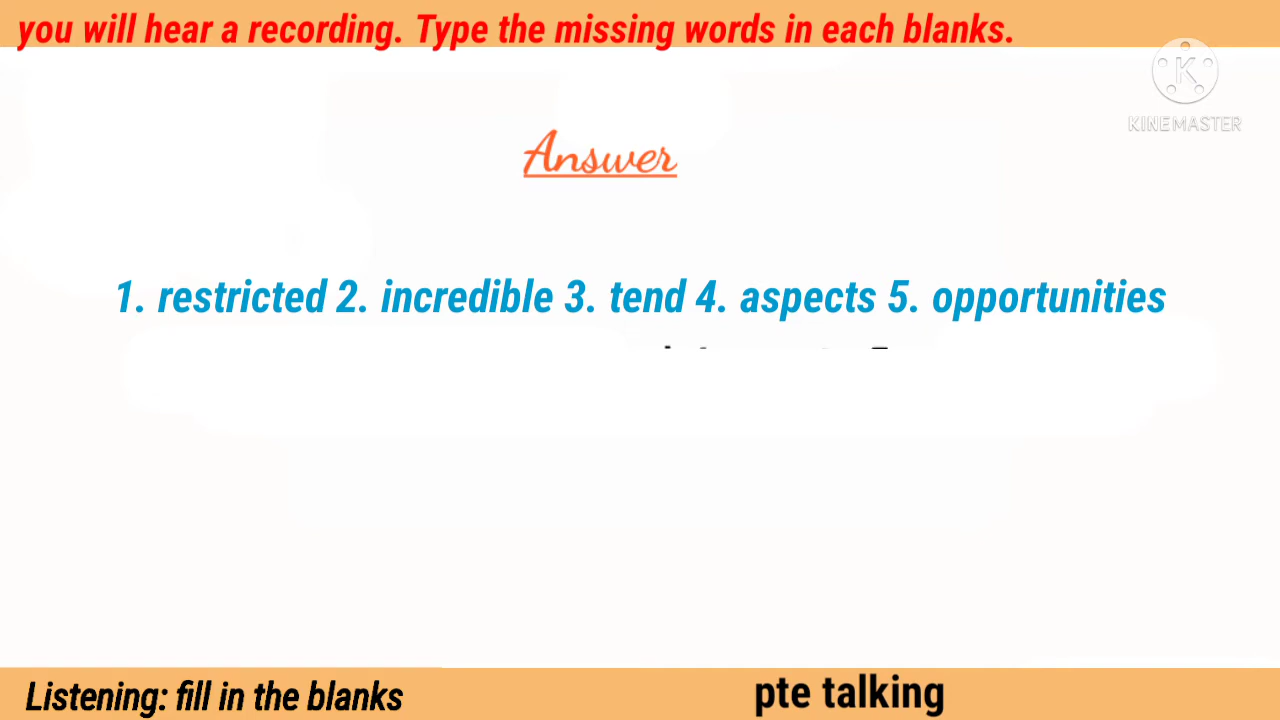 you will hear a recording. Type the missing words in each blanks.
KINEMASTER
Answer
1. restricted 2. incredible 3. tend 4. aspects 5. opportunities
Listening: fill in the blanks
pte talking